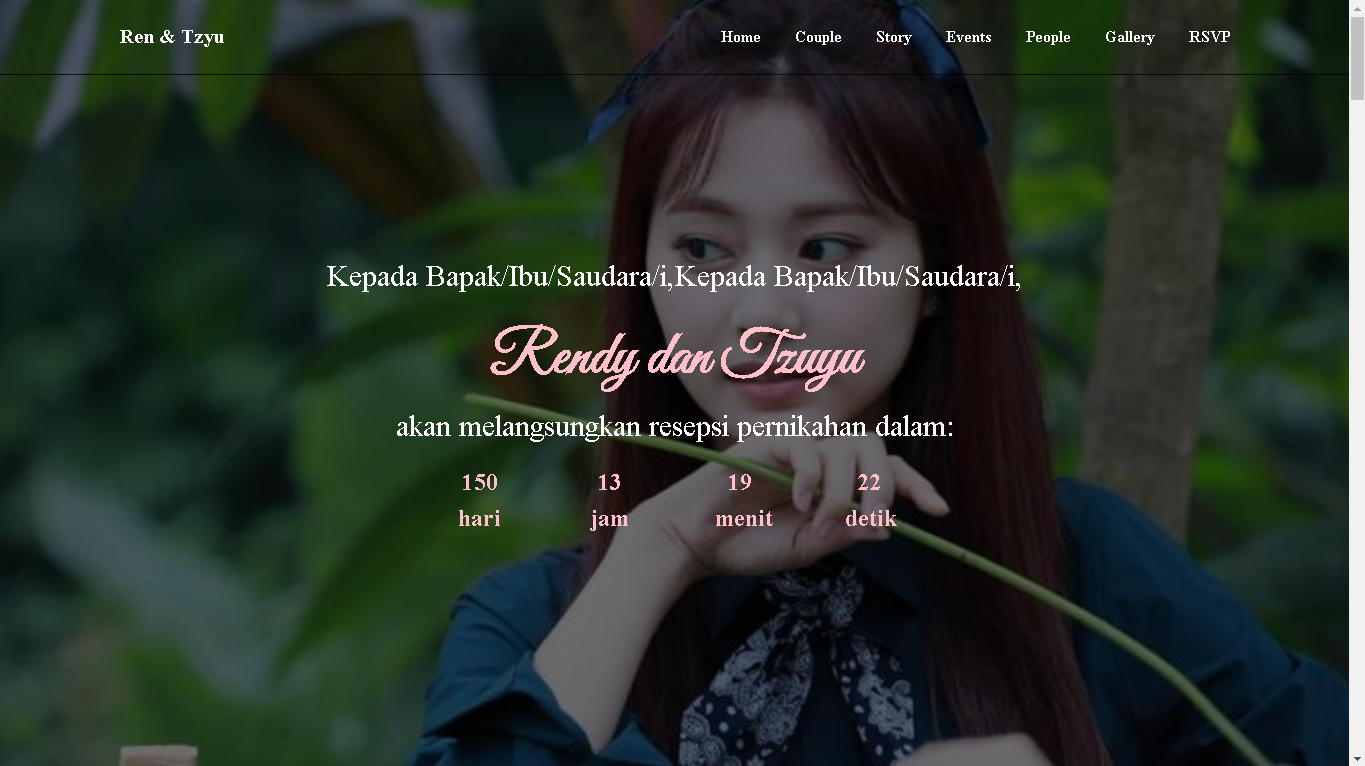 Ren & Tzyu
Home Couple Story Events People Gallery RSVP
Kepada Bapak/Ibu/Saudara/i,Kepada Bapak/Ibu/Saudara/i,
Rendy dan Tzuyu
akan melangsungkan resepsi pernikahan dalam:
150 13 19 22
hari jam menit detik